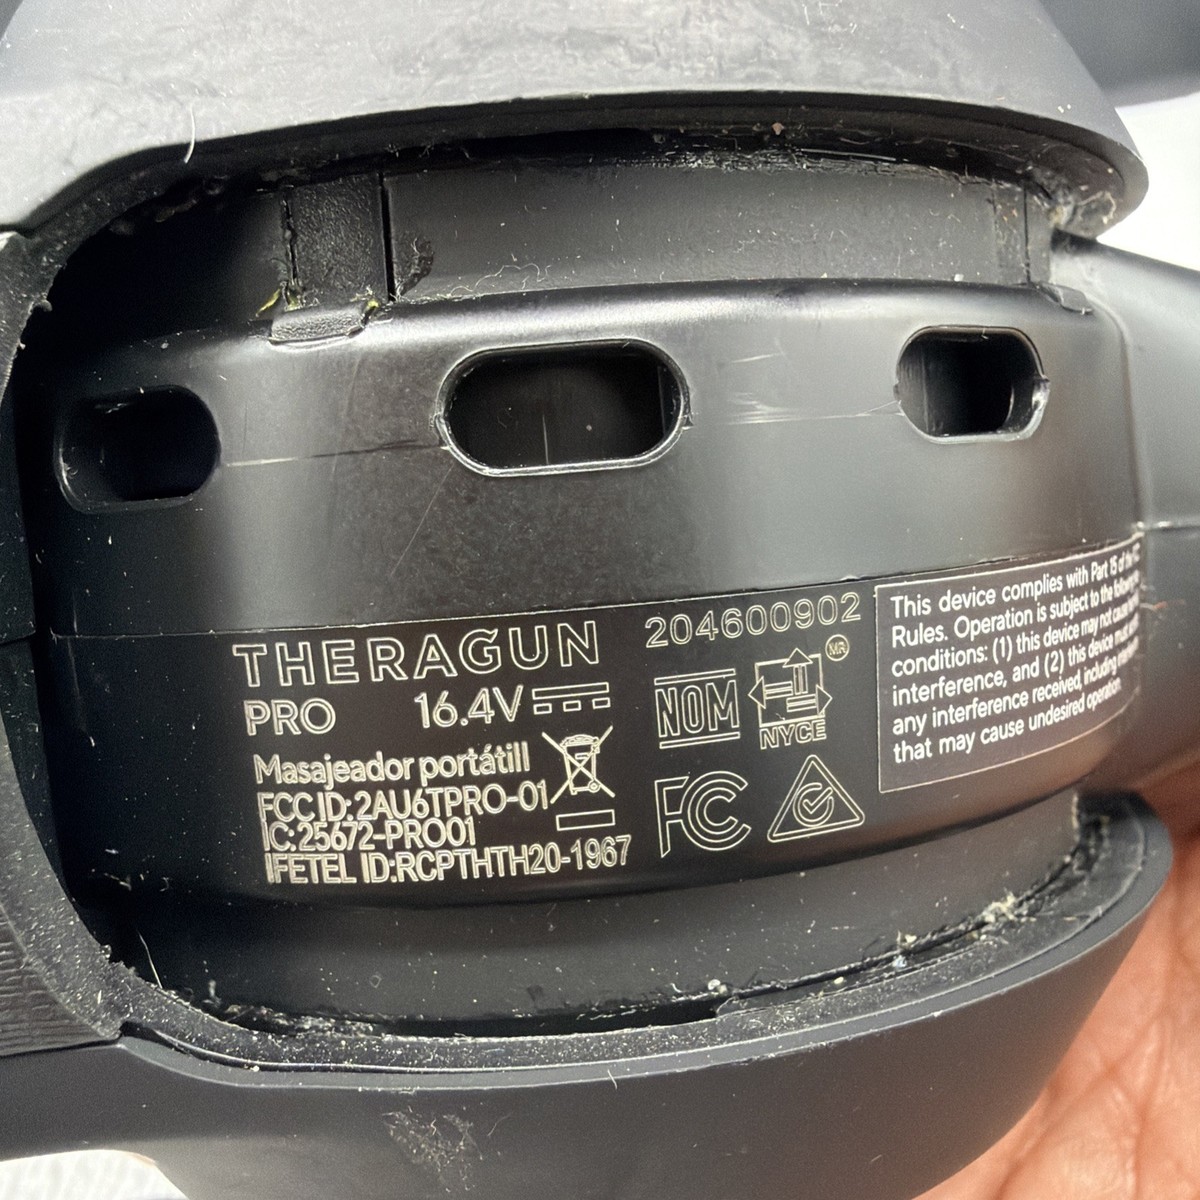 THERAGUN
PRO 16.4V
Masajeador portátill
FCC ID:2AU6TPRO-01
IC:25672-PRO01
IFETEL ID:RCPTHTH20-1967
204600902
NOM
MR
NYCE
FC
This device complies with Part 15 of the
Rules. Operation is subject to the following
conditions: (1) this device may not cause
interference, and (2) this device must
any interference received, including
that may cause undesired operation.